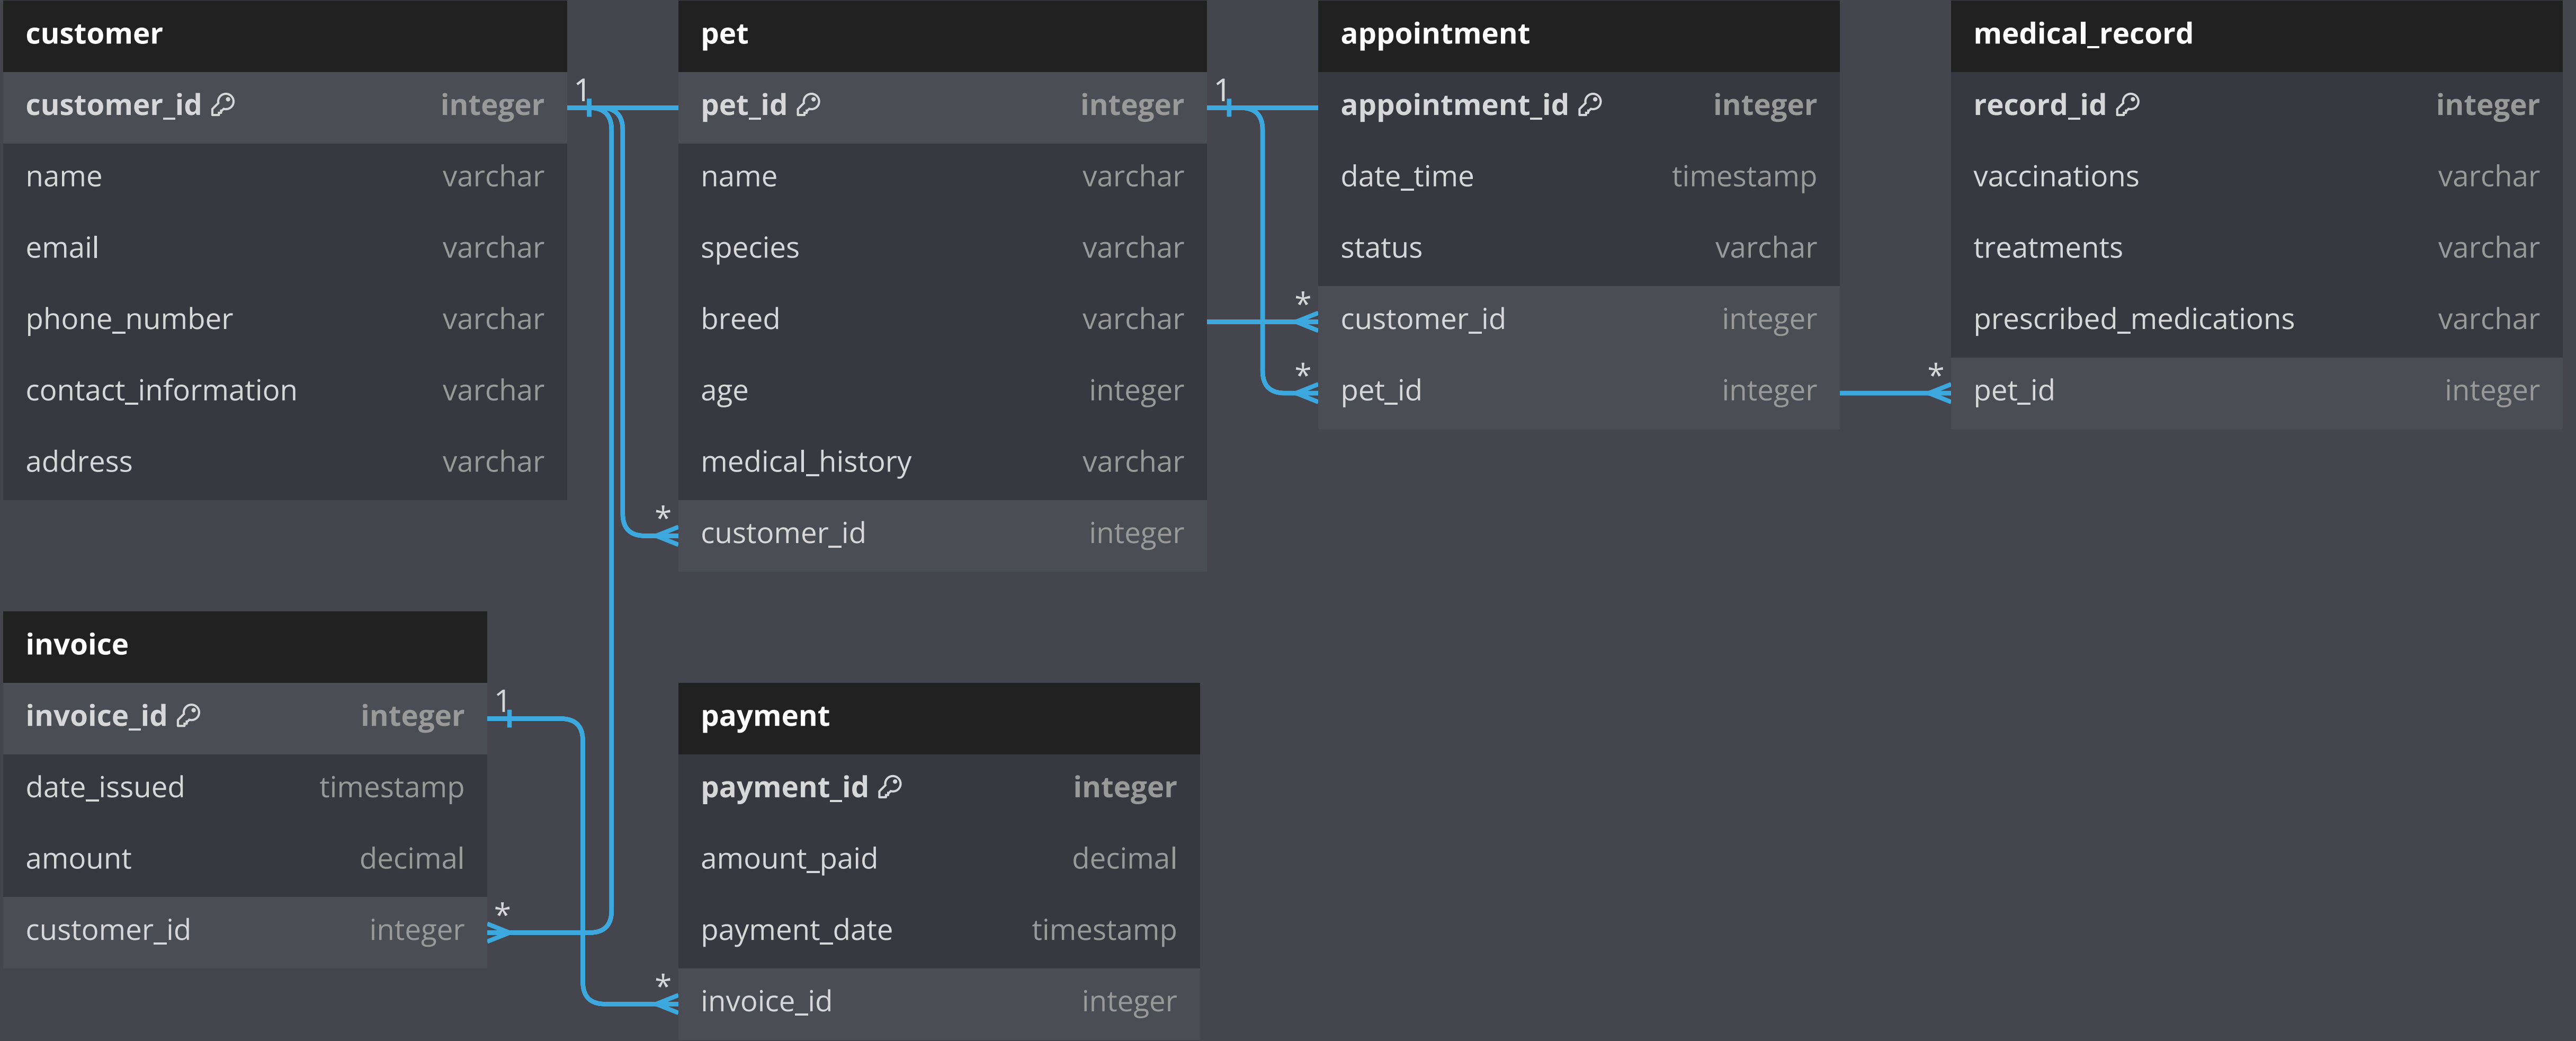 customer
customer_id integer
name varchar
email varchar
phone_number varchar
contact_information varchar
address varchar
1
pet
pet_id integer
name varchar
species varchar
breed varchar
age integer
medical_history varchar
* customer_id integer
1
appointment
appointment_id integer
date_time timestamp
status varchar
* customer_id integer
* pet_id integer
medical_record
record_id integer
vaccinations varchar
treatments varchar
prescribed_medications varchar
* pet_id integer
invoice
invoice_id integer 1
date_issued timestamp
amount decimal
customer_id integer *
payment
payment_id integer
amount_paid decimal
payment_date timestamp
* invoice_id integer